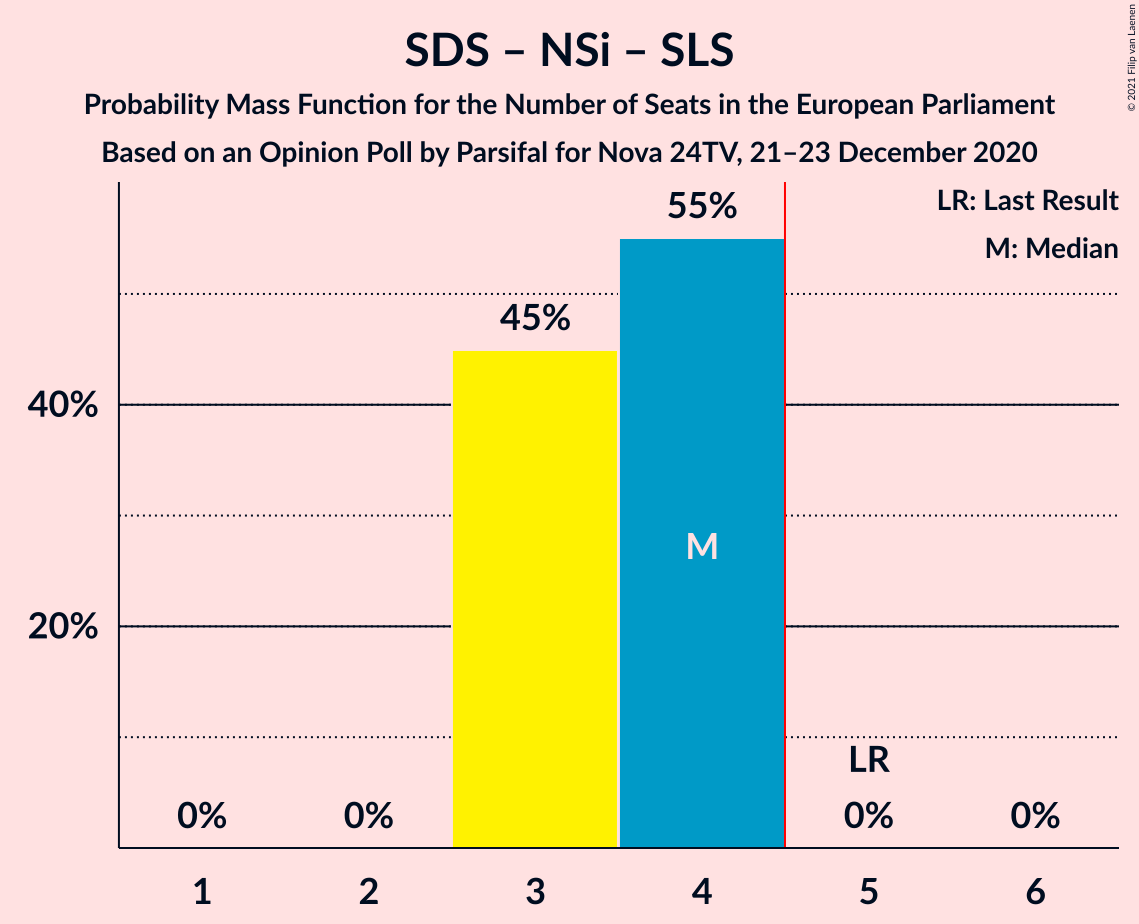 SDS – NSi – SLS
Probability Mass Function for the Number of Seats in the European Parliament
Based on an Opinion Poll by Parsifal for Nova 24TV, 21–23 December 2020
© 2021 Filip van Laenen
LR: Last Result
M: Median
55%
45%
40%
M
20%
LR
0% 0% 0% 0%
1 2 3 4 5 6